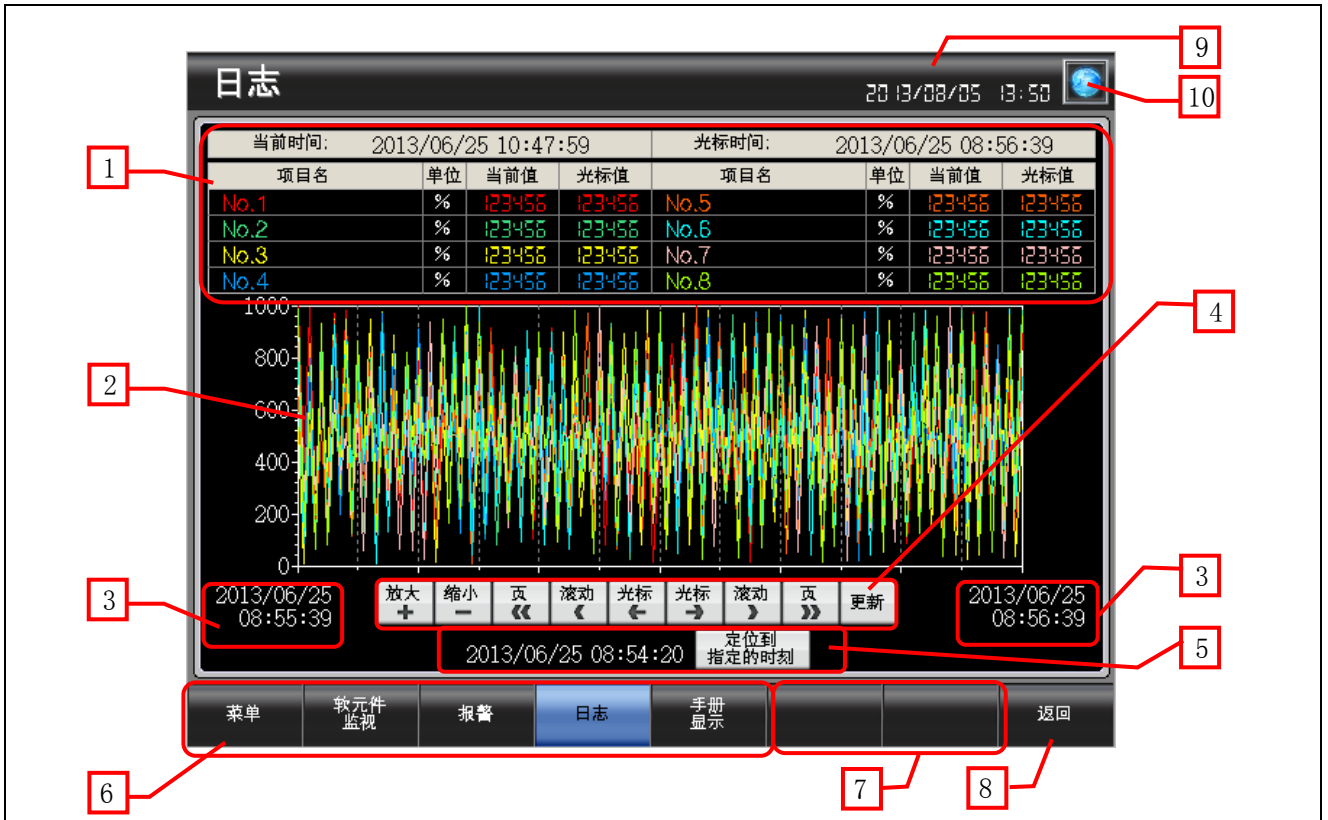 9
日志
2013/08/05 13:50
10
当前时间: 2013/06/25 10:47:59 光标时间: 2013/06/25 08:56:39
1
项目名 单位 当前值 光标值 项目名 单位 当前值 光标值
No.1 % 123456 123456 No.5 % 123456 123456
No.2 % 123456 123456 No.6 % 123456 123456
No.3 % 123456 123456 No.7 % 123456 123456
No.4 % 123456 123456 No.8 % 123456 123456
4
1000
800
2
600
400
200
0
3
2013/06/25
08:55:39
放大 + 缩小 - 页 « 滚动 ‹ 光标 ← 光标 → 滚动 › 页 » 更新
2013/06/25
08:56:39
3
2013/06/25 08:54:20 定位到
指定的时刻
5
菜单 软元件
监视 报警 日志 手册
显示 返回
6
7
8